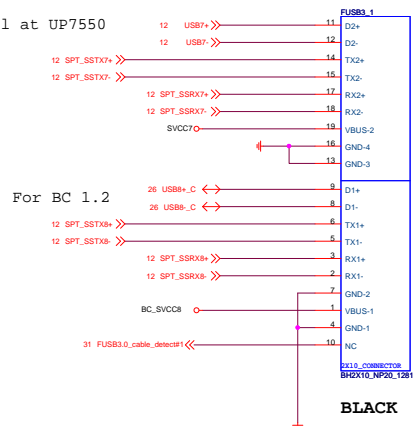 FUSB3_1
l at UP7550
12 USB7+ 11 D2+
12 USB7- 12 D2-
12 SPT_SSTX7+ 14 TX2+
12 SPT_SSTX7- 15 TX2-
12 SPT_SSRX7+ 17 RX2+
12 SPT_SSRX7- 18 RX2-
SVCC7 19 VBUS-2
16 GND-4
13 GND-3
For BC 1.2
26 USB8+_C 9 D1+
26 USB8-_C 8 D1-
12 SPT_SSTX8+ 6 TX1+
12 SPT_SSTX8- 5 TX1-
12 SPT_SSRX8+ 3 RX1+
12 SPT_SSRX8- 2 RX1-
7 GND-2
BC_SVCC8 1 VBUS-1
4 GND-1
31 FUSB3.0_cable_detect#1 10 NC
2X10_CONNECTOR
BH2X10_NP20_1281
BLACK